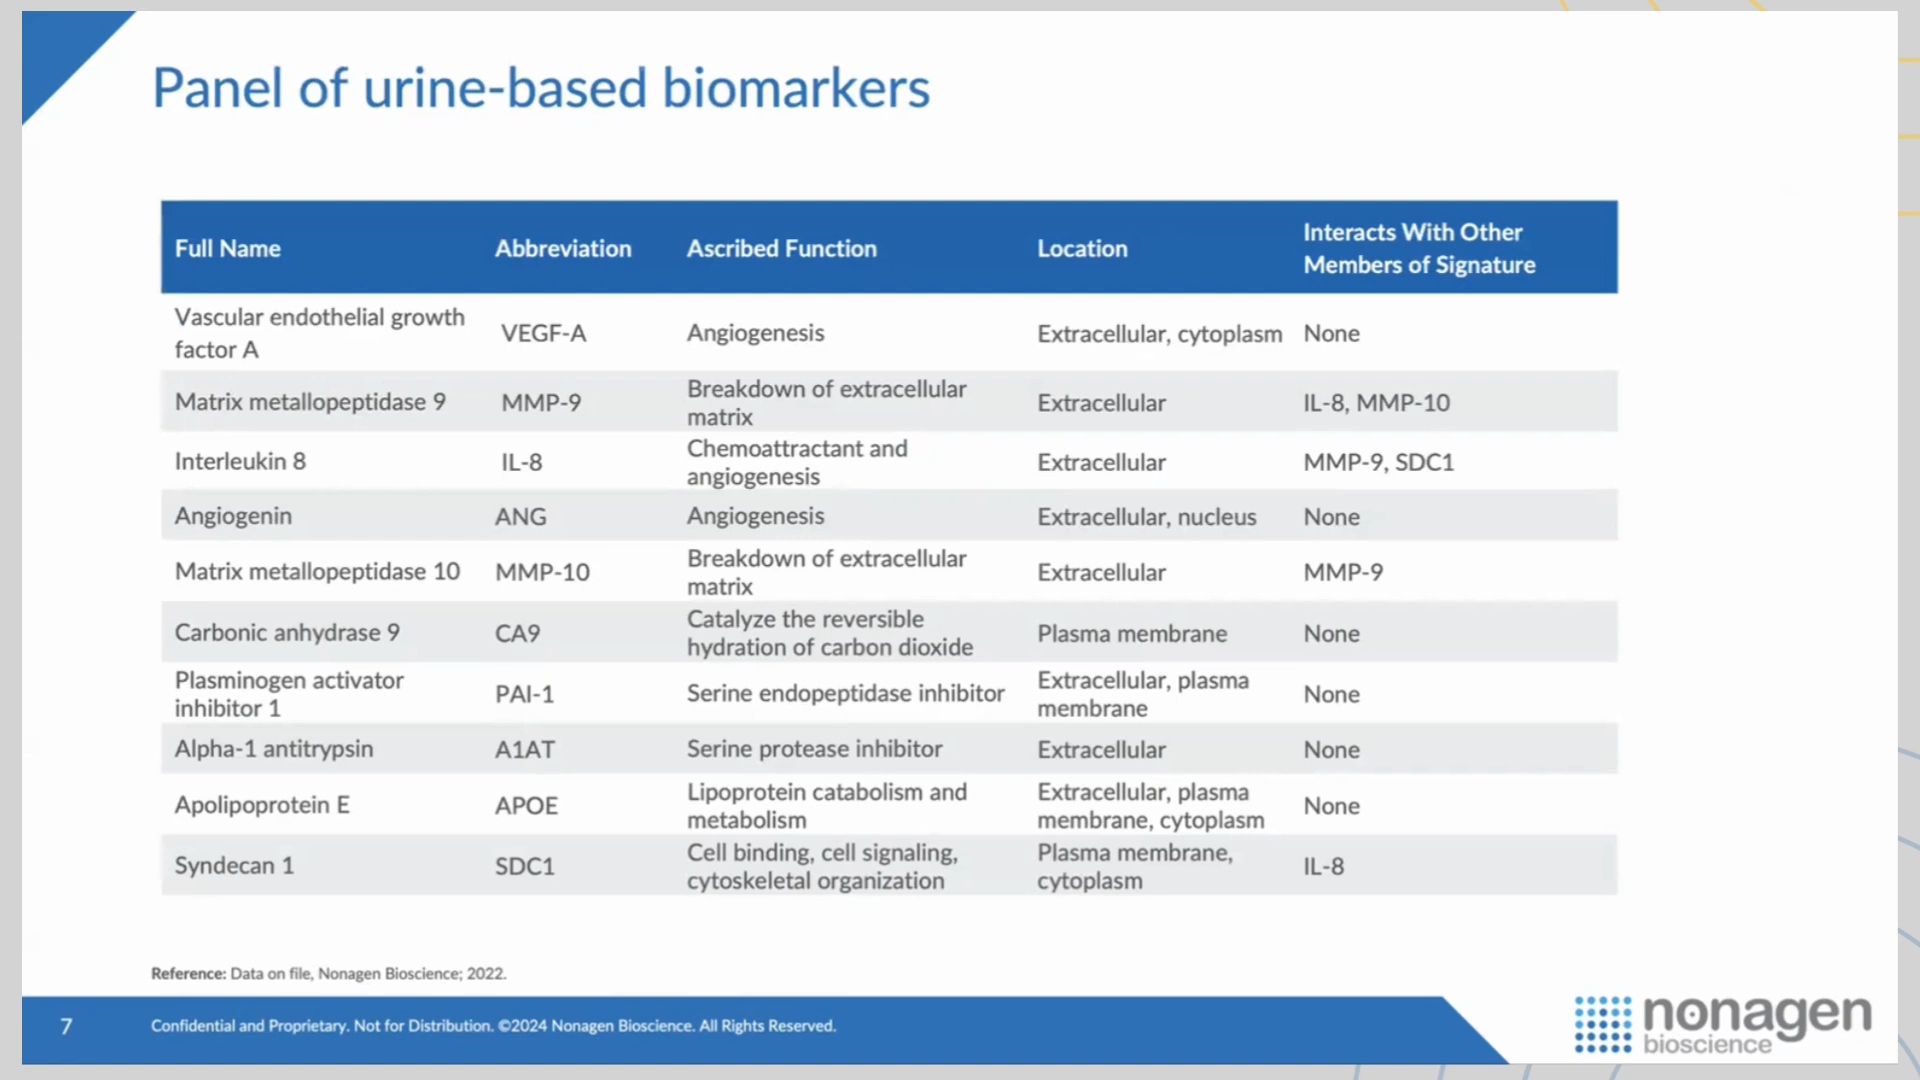 Panel of urine-based biomarkers
Full Name
Abbreviation
Ascribed Function
Location
Interacts With Other
Members of Signature
Vascular endothelial growth
factor A
VEGF-A
Angiogenesis
Extracellular, cytoplasm
None
Matrix metallopeptidase 9
MMP-9
Breakdown of extracellular
matrix
Extracellular
IL-8, MMP-10
Interleukin 8
IL-8
Chemoattractant and
angiogenesis
Extracellular
MMP-9, SDC1
Angiogenin
ANG
Angiogenesis
Extracellular, nucleus
None
Matrix metallopeptidase 10
MMP-10
Breakdown of extracellular
matrix
Extracellular
MMP-9
Carbonic anhydrase 9
CA9
Catalyze the reversible
hydration of carbon dioxide
Plasma membrane
None
Plasminogen activator
inhibitor 1
PAI-1
Serine endopeptidase inhibitor
Extracellular, plasma
membrane
None
Alpha-1 antitrypsin
A1AT
Serine protease inhibitor
Extracellular
None
Apolipoprotein E
APOE
Lipoprotein catabolism and
metabolism
Extracellular, plasma
membrane, cytoplasm
None
Syndecan 1
SDC1
Cell binding, cell signaling,
cytoskeletal organization
Plasma membrane,
cytoplasm
IL-8
Reference: Data on file, Nonagen Bioscience; 2022.
7
Confidential and Proprietary. Not for Distribution. ©2024 Nonagen Bioscience. All Rights Reserved.
nonagen
bioscience